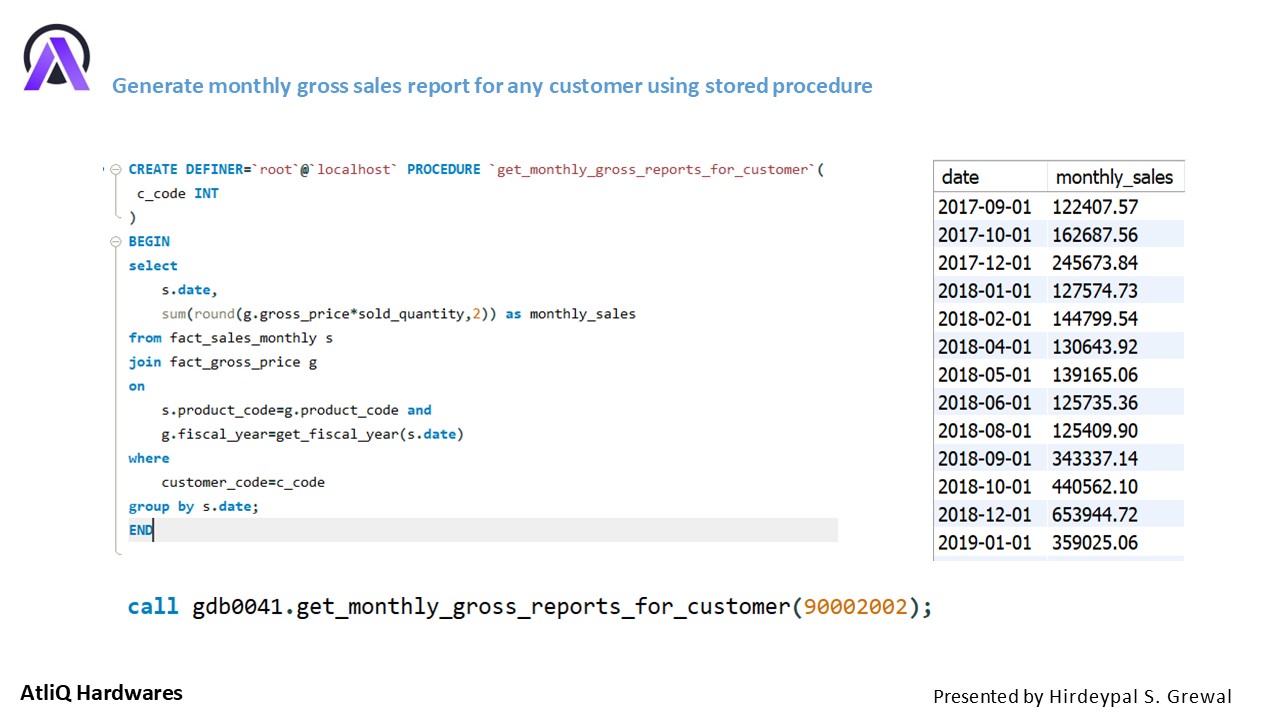 Generate monthly gross sales report for any customer using stored procedure
CREATE DEFINER=`root`@`localhost` PROCEDURE `get_monthly_gross_reports_for_customer`(
c_code INT
)
BEGIN
select
s.date,
sum(round(g.gross_price*sold_quantity,2)) as monthly_sales
from fact_sales_monthly s
join fact_gross_price g
on
s.product_code=g.product_code and
g.fiscal_year=get_fiscal_year(s.date)
where
customer_code=c_code
group by s.date;
END
date monthly_sales
2017-09-01 122407.57
2017-10-01 162687.56
2017-12-01 245673.84
2018-01-01 127574.73
2018-02-01 144799.54
2018-04-01 130643.92
2018-05-01 139165.06
2018-06-01 125735.36
2018-08-01 125409.90
2018-09-01 343337.14
2018-10-01 440562.10
2018-12-01 653944.72
2019-01-01 359025.06
call gdb0041.get_monthly_gross_reports_for_customer(90002002);
AtliQ Hardwares
Presented by Hirdeypal S. Grewal